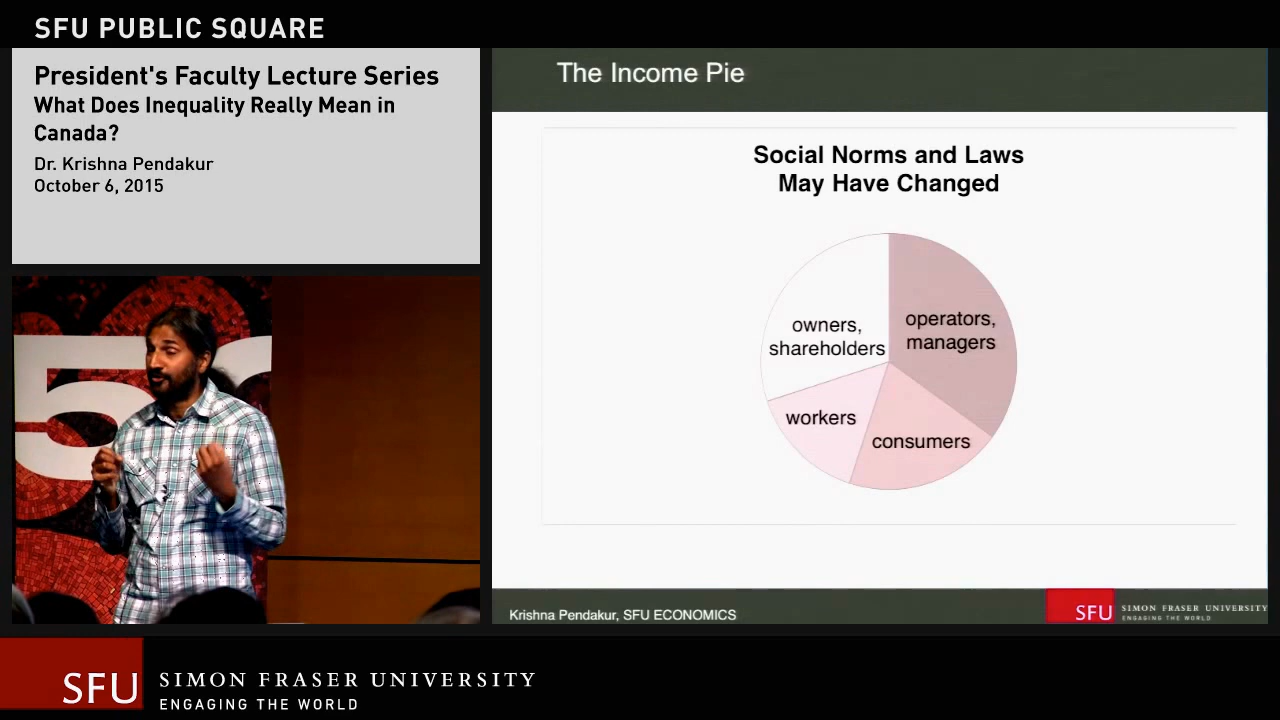 SFU PUBLIC SQUARE
President's Faculty Lecture Series
What Does Inequality Really Mean in
Canada?
Dr. Krishna Pendakur
October 6, 2015
5
The Income Pie
Social Norms and Laws
May Have Changed
owners,
shareholders
operators,
managers
workers
consumers
Krishna Pendakur, SFU ECONOMICS
SFU
SIMON FRASER UNIVERSITY
ENGAGING THE WORLD
SFU
SIMON FRASER UNIVERSITY
ENGAGING THE WORLD